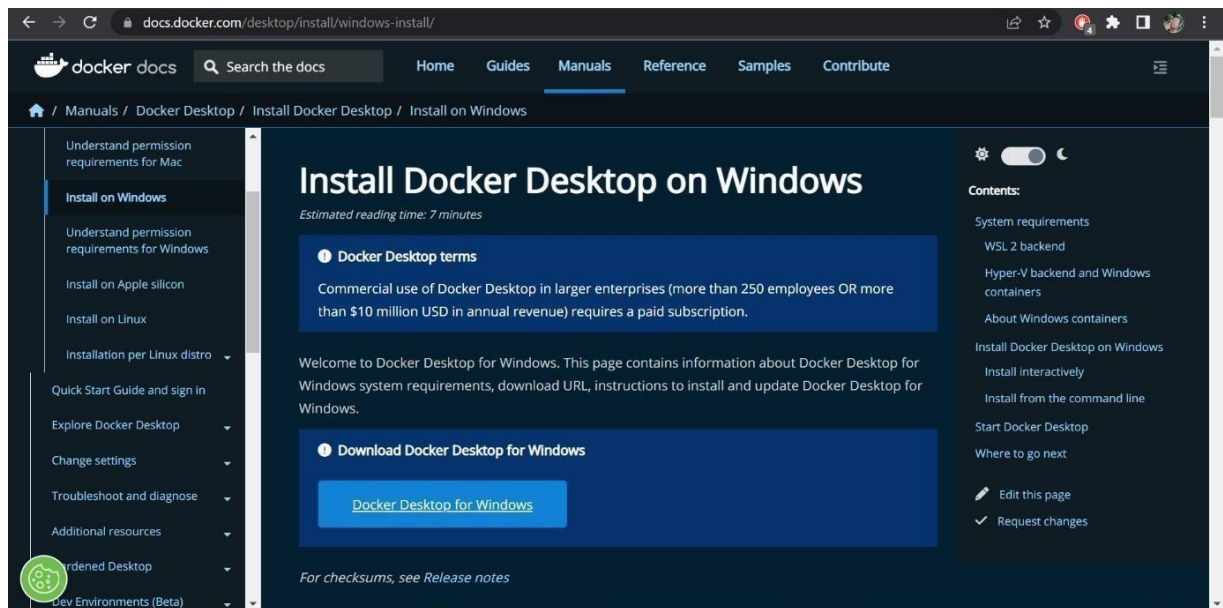 docs.docker.com/desktop/install/windows-install/
4
docker docs
Search the docs
Home Guides Manuals Reference Samples Contribute
/ Manuals / Docker Desktop / Install Docker Desktop / Install on Windows
Understand permission
requirements for Mac
Install on Windows
Understand permission
requirements for Windows
Install on Apple silicon
Install on Linux
Installation per Linux distro
Quick Start Guide and sign in
Explore Docker Desktop
Change settings
Troubleshoot and diagnose
Additional resources
Desktop
Dev Environments (Beta)
Install Docker Desktop on Windows
Estimated reading time: 7 minutes
Docker Desktop terms
Commercial use of Docker Desktop in larger enterprises (more than 250 employees OR more
than $10 million USD in annual revenue) requires a paid subscription.
Welcome to Docker Desktop for Windows. This page contains information about Docker Desktop for
Windows system requirements, download URL, instructions to install and update Docker Desktop for
Windows.
Download Docker Desktop for Windows
Docker Desktop for Windows
For checksums, see Release notes
Contents:
System requirements
WSL 2 backend
Hyper-V backend and Windows
containers
About Windows containers
Install Docker Desktop on Windows
Install interactively
Install from the command line
Start Docker Desktop
Where to go next
Edit this page
Request changes